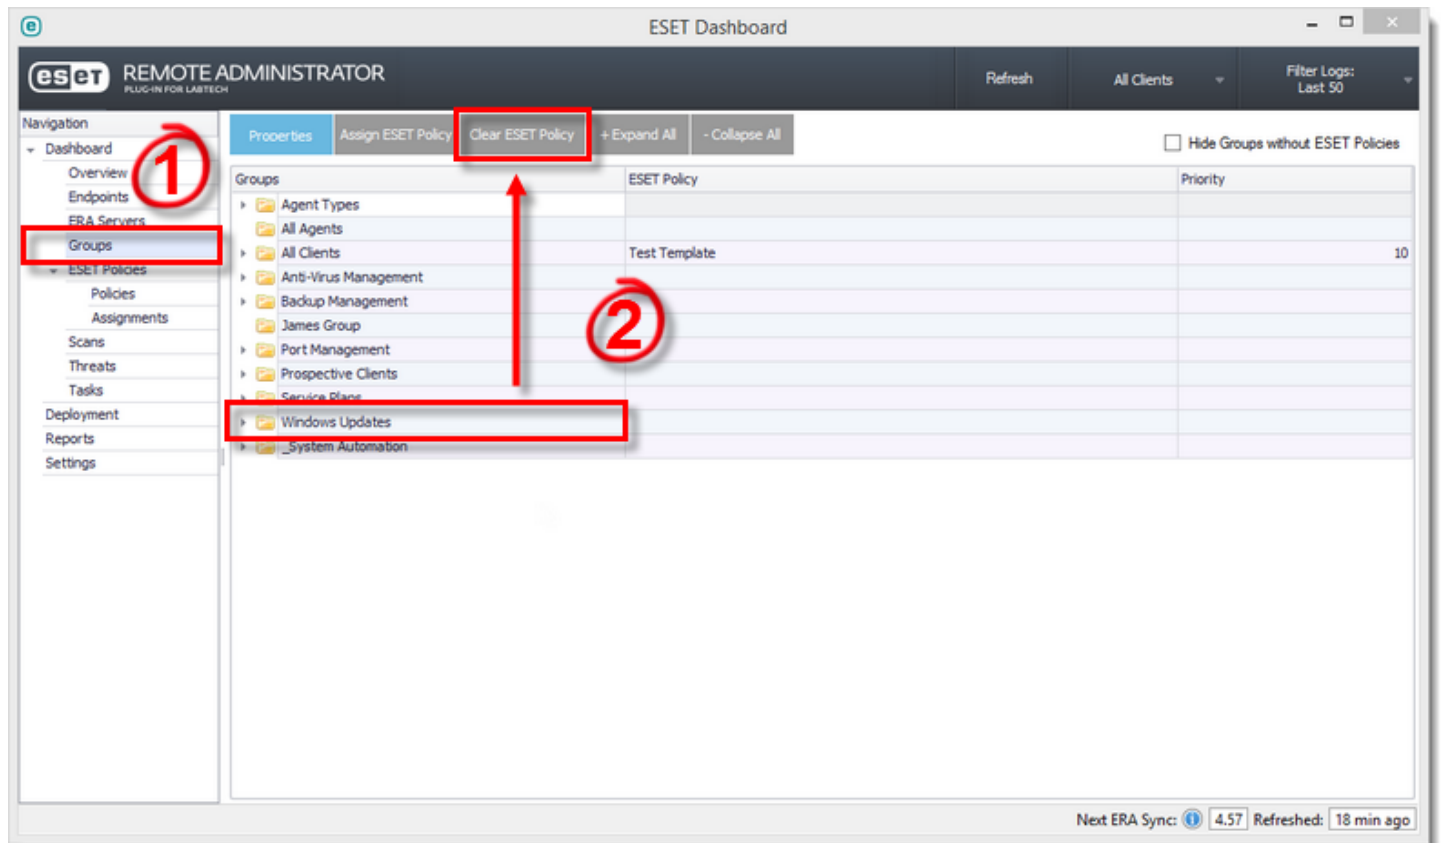 ESET Dashboard
eset REMOTE ADMINISTRATOR
PLUG-IN FOR LABTECH
Refresh
All Clients
Filter Logs:
Last 50
Navigation
Dashboard
Overview
Endpoints
ERA Servers
Groups
ESET Policies
Policies
Assignments
Scans
Threats
Tasks
Deployment
Reports
Settings
1
Properties Assign ESET Policy Clear ESET Policy + Expand All - Collapse All
Hide Groups without ESET Policies
Groups ESET Policy Priority
Agent Types
All Agents
All Clients Test Template 10
Anti-Virus Management
Backup Management
James Group
Port Management
Prospective Clients
Service Plans
Windows Updates
_System Automation
2
Next ERA Sync: 4.57 Refreshed: 18 min ago